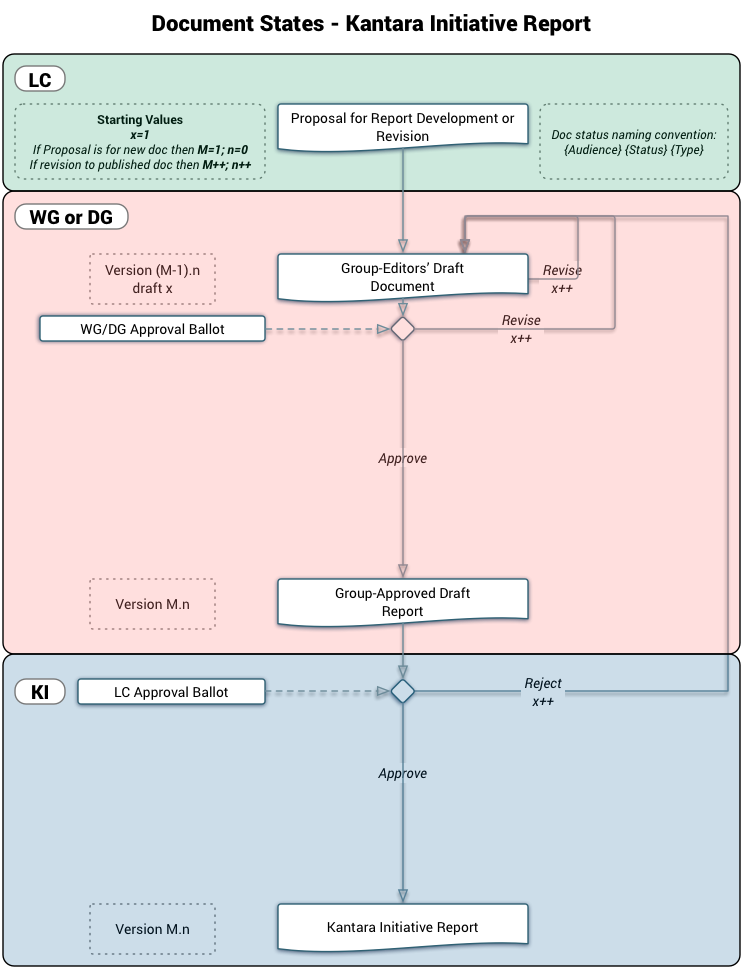 Document States - Kantara Initiative Report
LC
Starting Values
x=1
If Proposal is for new doc then M=1; n=0
If revision to published doc then M++; n++
Proposal for Report Development or
Revision
Doc status naming convention:
{Audience} {Status} {Type}
WG or DG
Version (M-1).n
draft x
Group-Editors’ Draft
Document
Revise
x++
WG/DG Approval Ballot
Revise
x++
Approve
Version M.n
Group-Approved Draft
Report
KI
LC Approval Ballot
Reject
x++
Approve
Version M.n
Kantara Initiative Report